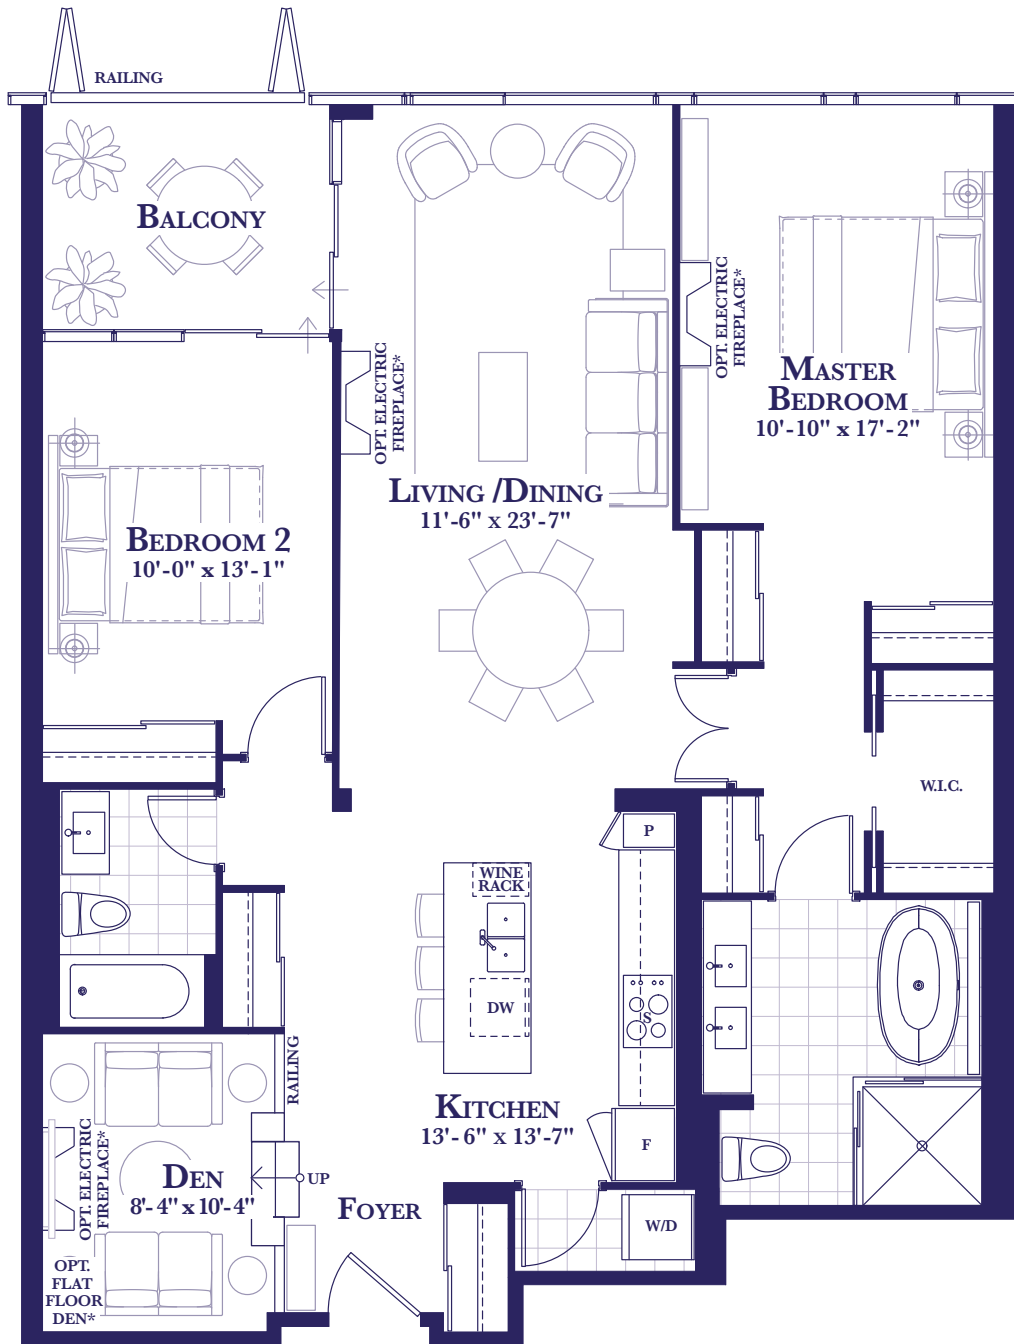 RAILING
BALCONY
OPT. ELECTRIC
FIREPLACE*
OPT. ELECTRIC
FIREPLACE*
MASTER
BEDROOM
10'-10" x 17'-2"
LIVING /DINING
11'-6" x 23'-7"
BEDROOM 2
10'-0" x 13'-1"
W.I.C.
P
WINE
RACK
DW
S
RAILING
KITCHEN
13'-6" x 13'-7"
F
OPT. ELECTRIC
FIREPLACE*
DEN
8'-4" x 10'-4"
UP
FOYER
W/D
OPT.
FLAT
FLOOR
DEN*